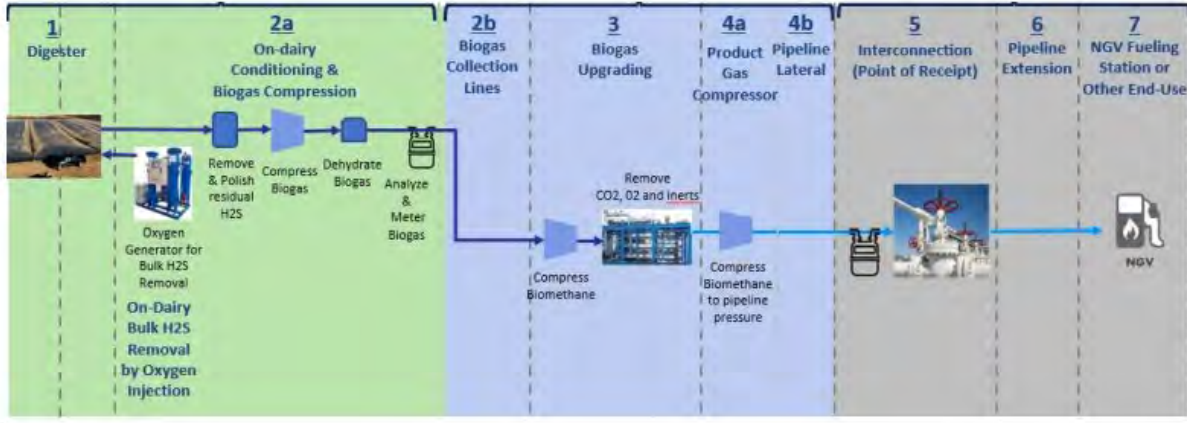 1
Digester
2a
On-dairy
Conditioning &
Biogas Compression
2b
Biogas
Collection
Lines
3
Biogas
Upgrading
4a
Product
Gas
Compressor
4b
Pipeline
Lateral
5
Interconnection
(Point of Receipt)
6
Pipeline
Extension
7
NGV Fueling
Station or
Other End-Use
Remove
& Polish
residual
H2S
Compress
Biogas
Dehydrate
Biogas
Analyze
&
Meter
Biogas
Oxygen
Generator for
Bulk H2S
Removal
On-Dairy
Bulk H2S
Removal
by Oxygen
Injection
Compress
Biomethane
Remove
CO2, 02 and inerts
Compress
Biomethane
to pipeline
pressure
NGV